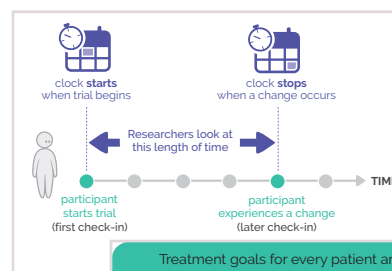 clock starts
when trial begins
clock stops
when a change occurs
Researchers look at
this length of time
TIME
participant
starts trial
(first check-in)
participant
experiences a change
(later check-in)
Treatment goals for every patient